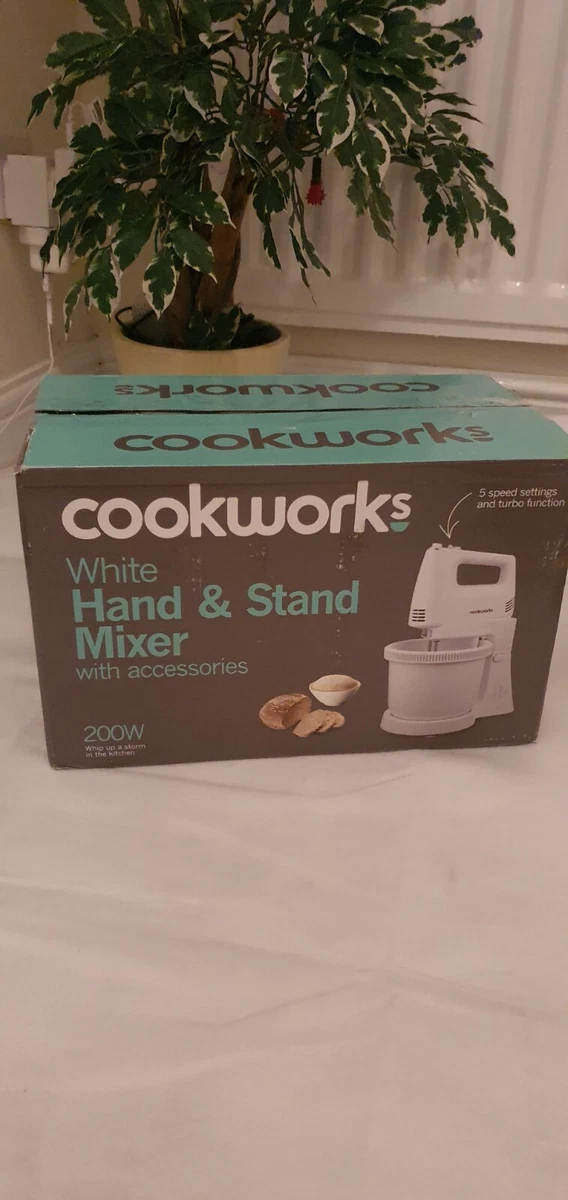 cookworks
cookworks
cookworks
5 speed settings
and turbo function
White
Hand & Stand
Mixer
with accessories
cookworks
200W
Whip up a storm
in the kitchen